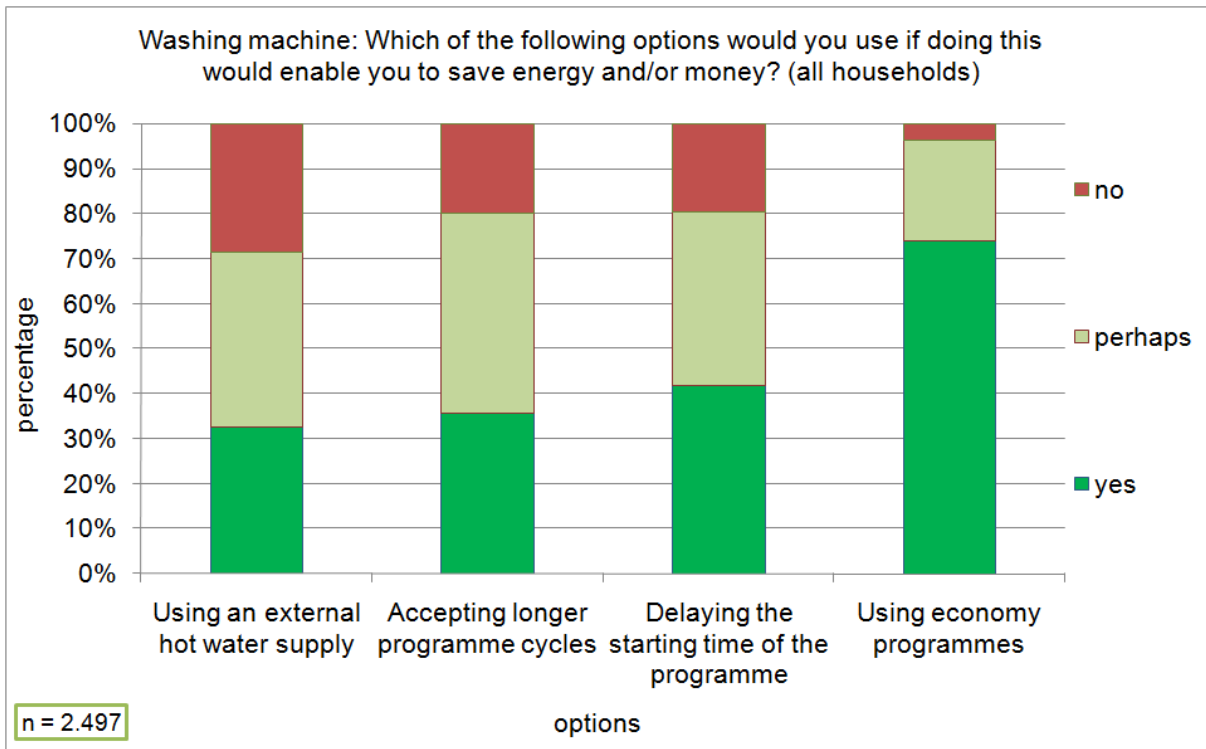 Washing machine: Which of the following options would you use if doing this
would enable you to save energy and/or money? (all households)
100%
90%
80%
70%
60%
50%
40%
30%
20%
10%
0%
percentage
no
perhaps
yes
Using an external
hot water supply
Accepting longer
programme cycles
Delaying the
starting time of the
programme
Using economy
programmes
options
n = 2.497